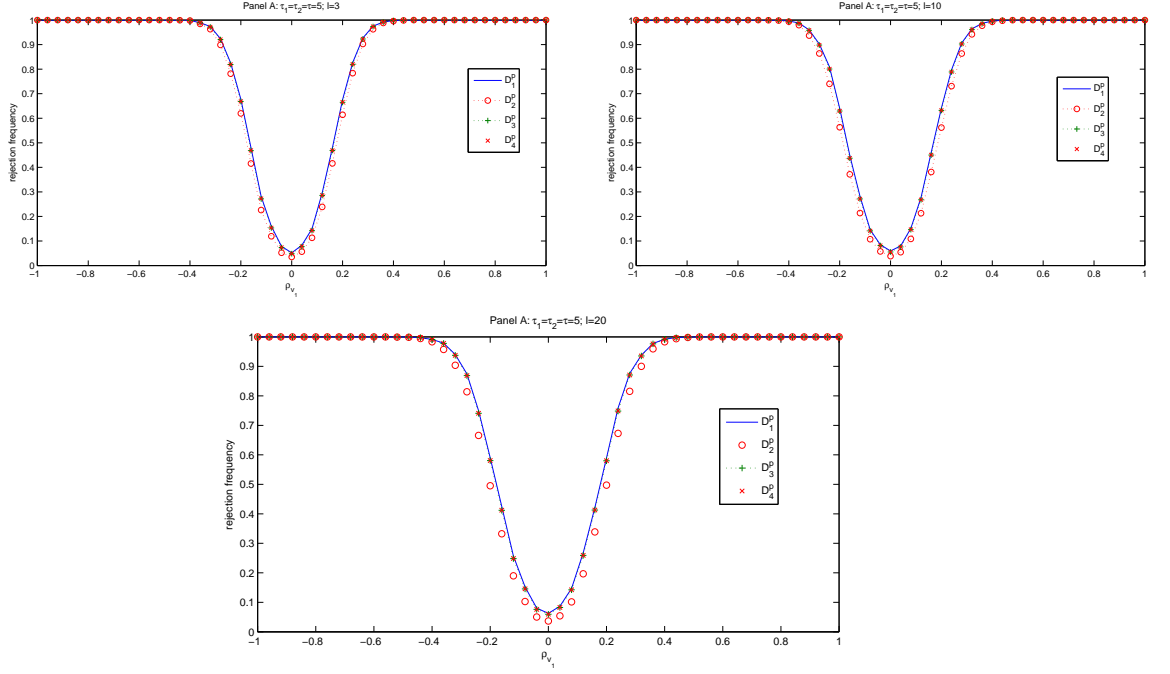 Panel A: τ₁=τ₂=τ=5; l=3
1
0.9
0.8
0.7
0.6
0.5
0.4
0.3
0.2
0.1
0
rejection frequency
−1 −0.8 −0.6 −0.4 −0.2 0 0.2 0.4 0.6 0.8 1
ρ_{v_1}
D₁ᵖ
D₂ᵖ
D₃ᵖ
D₄ᵖ
Panel A: τ₁=τ₂=τ=5; l=10
1
0.9
0.8
0.7
0.6
0.5
0.4
0.3
0.2
0.1
0
rejection frequency
−1 −0.8 −0.6 −0.4 −0.2 0 0.2 0.4 0.6 0.8 1
ρ_{v_1}
D₁ᵖ
D₂ᵖ
D₃ᵖ
D₄ᵖ
Panel A: τ₁=τ₂=τ=5; l=20
1
0.9
0.8
0.7
0.6
0.5
0.4
0.3
0.2
0.1
0
rejection frequency
−1 −0.8 −0.6 −0.4 −0.2 0 0.2 0.4 0.6 0.8 1
ρ_{v_1}
D₁ᵖ
D₂ᵖ
D₃ᵖ
D₄ᵖ